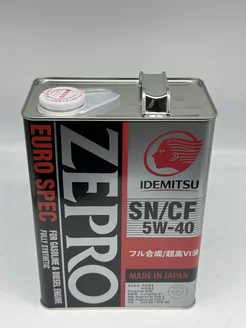 ZEPRO
EURO SPEC
FOR GASOLINE & DIESEL ENGINE
FULLY SYNTHETIC
IDEMITSU
SN/CF
5W-40
フル合成/超高VI油
MADE IN JAPAN